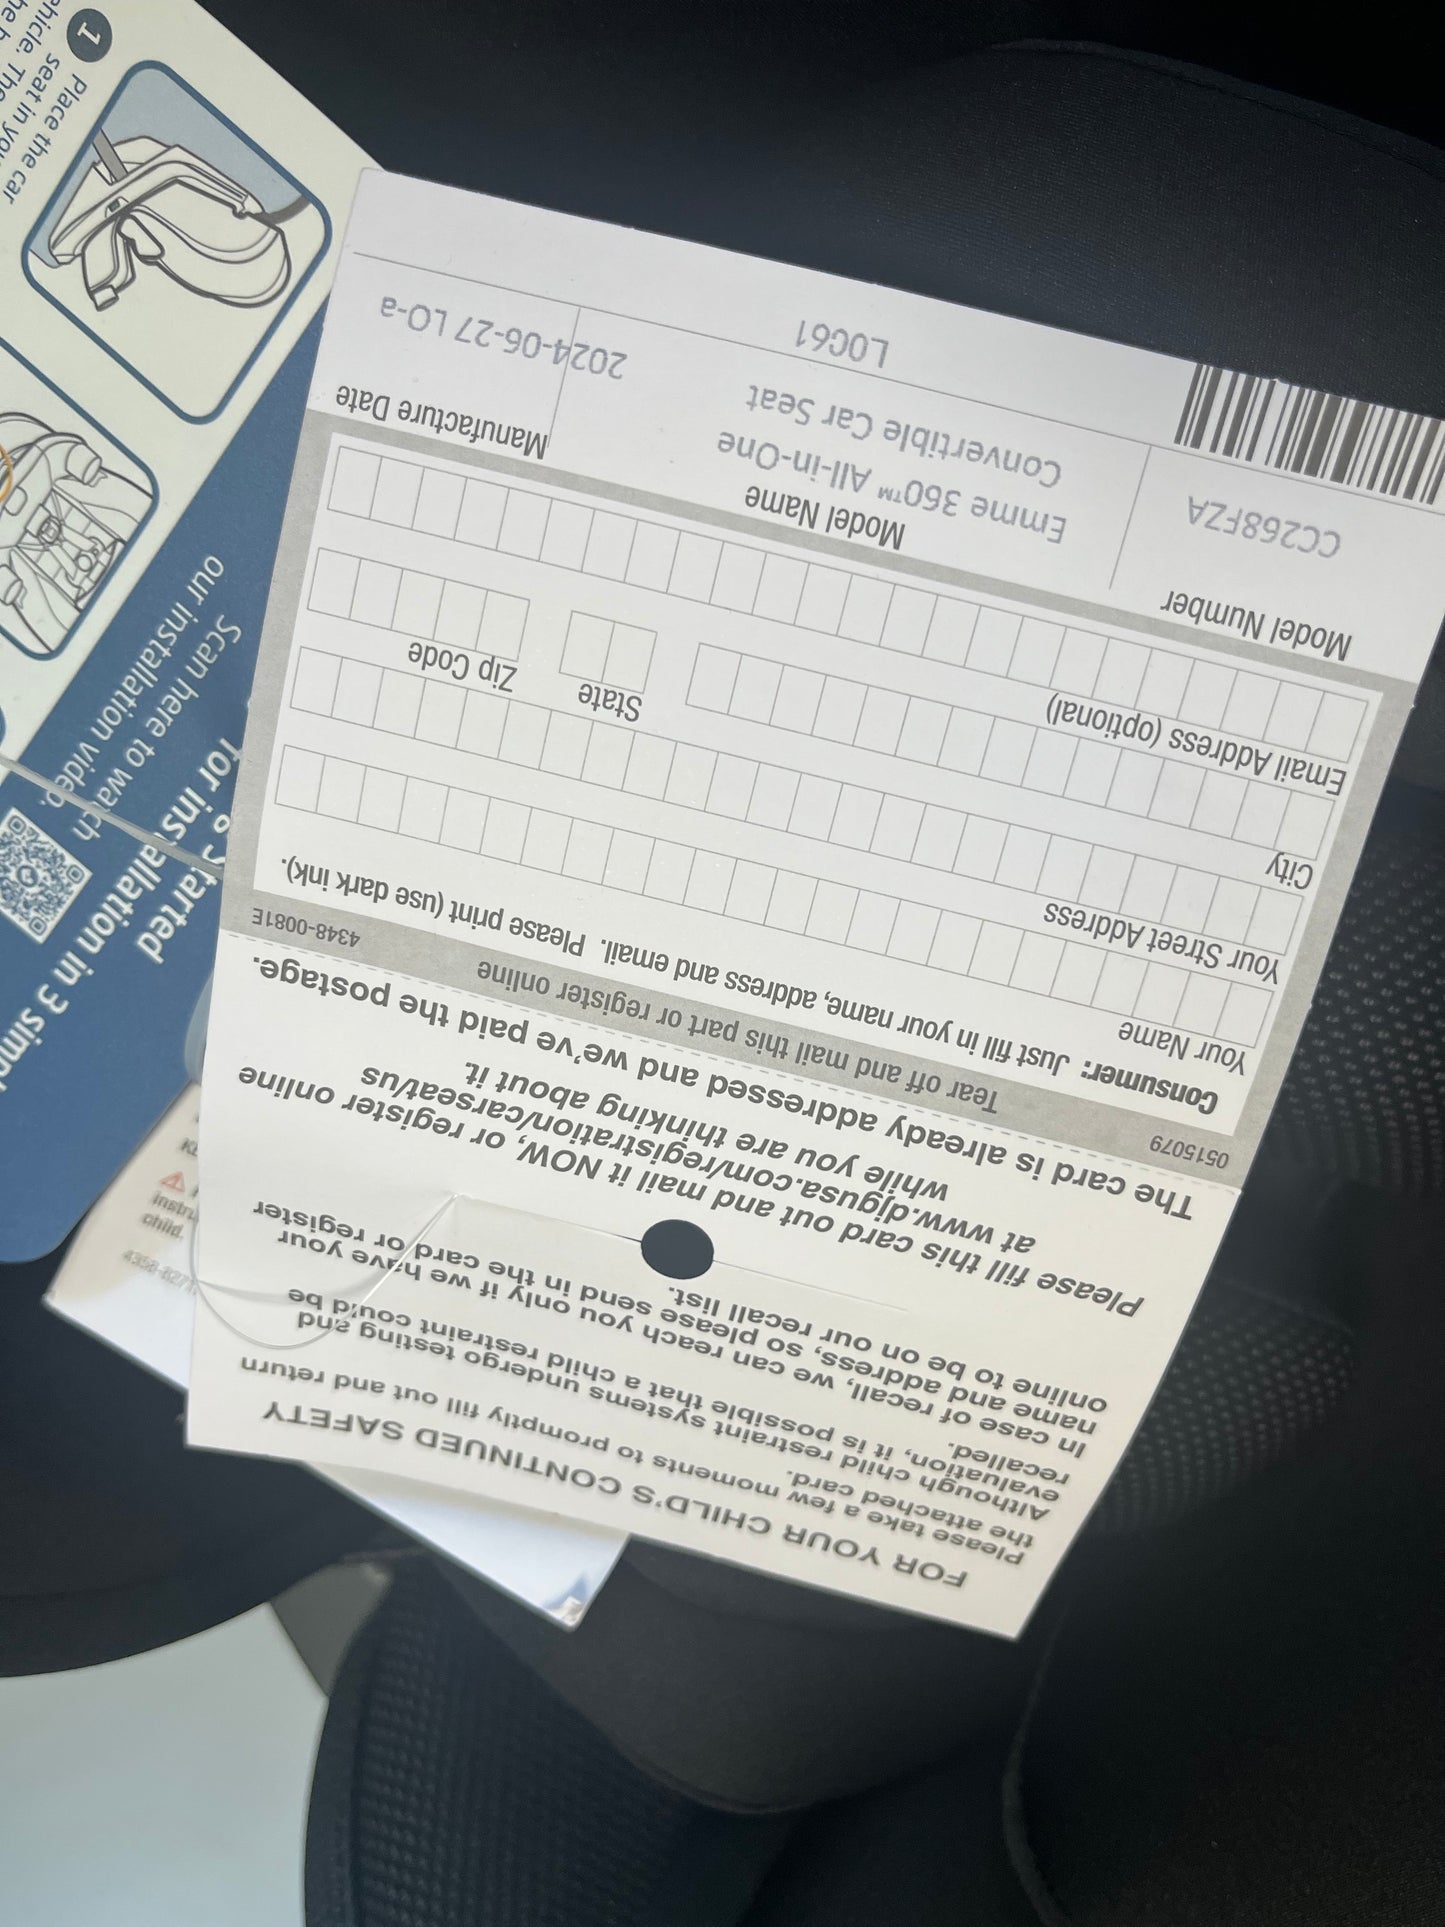 FOR YOUR CHILD'S CONTINUED SAFETY
Please take a few moments to promptly fill out and return
the attached card.
Although child restraint systems undergo testing and
evaluation, it is possible that a child restraint could be
recalled.
In case of recall, we can reach you only if we have your
name and address, so please send in the card or register
online to be on our recall list.
Please fill this card out and mail it NOW, or register online
at www.djgusa.com/registration/carseat/us
while you are thinking about it.
The card is already addressed and we've paid the postage.
0515079
Tear off and mail this part or register online
4348-0081E
Consumer: Just fill in your name, address and email. Please print (use dark ink).
Your Name
Your Street Address
City
State
Zip Code
Email Address (optional)
Model Number
Model Name
Manufacture Date
CC268FZA
Emme 360™ All-in-One
Convertible Car Seat
2024-06-27 LO-a
LOC61
1
Place the car
seat in you
hicle. The
started
for installation in 3 simpl
Scan here to watch
our installation video.
child.